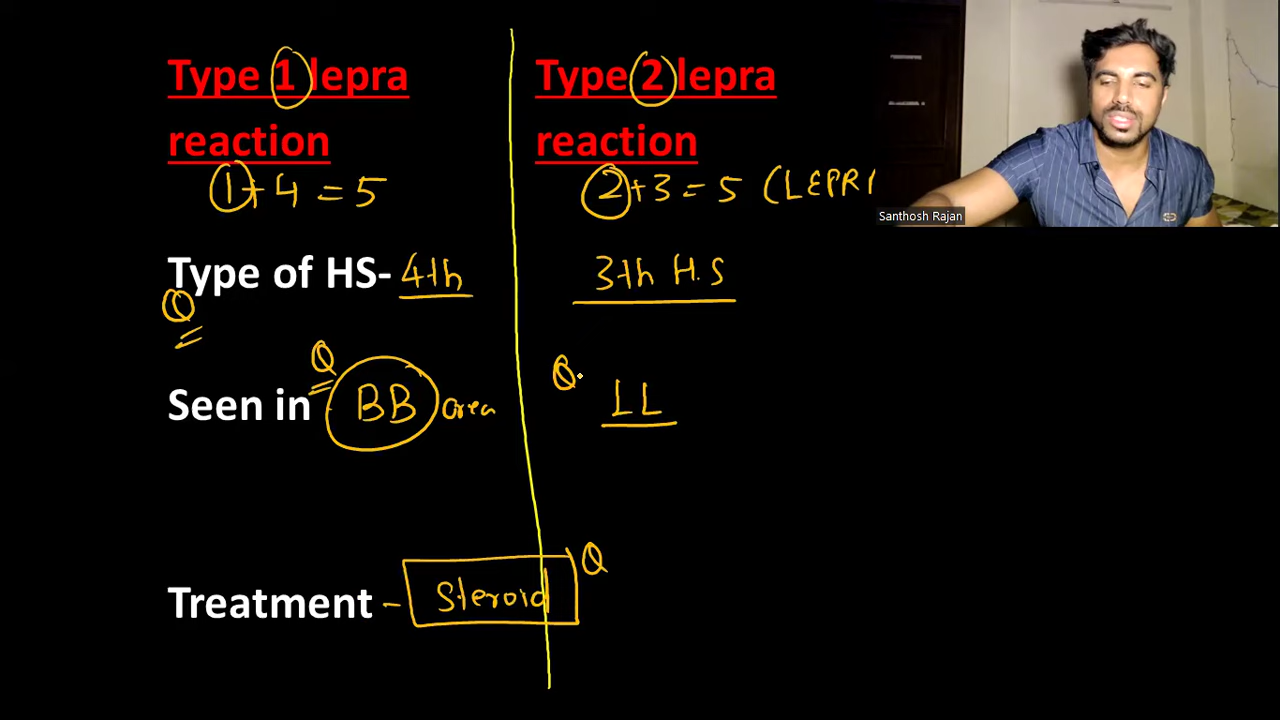 Type 1 lepra reaction
1+4=5
Type of HS- 4th
Q
Q
Seen in BB area
Treatment - Steroid
Q
Type 2 lepra reaction
2+3=5 (LEPR
3th H.S
Q
LL
Santhosh Rajan